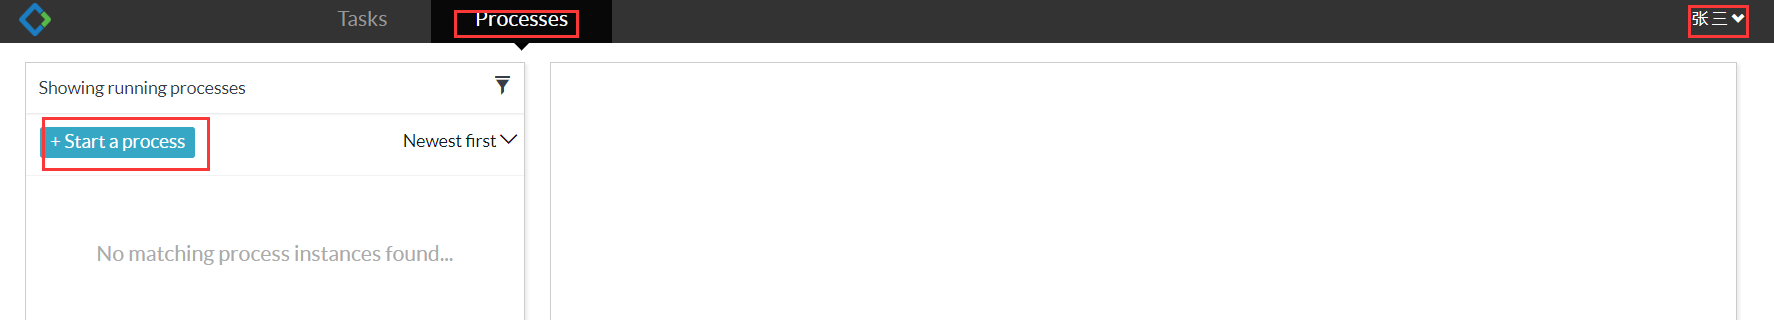 Tasks
Processes
张 三
Showing running processes
+ Start a process
Newest first
No matching process instances found...